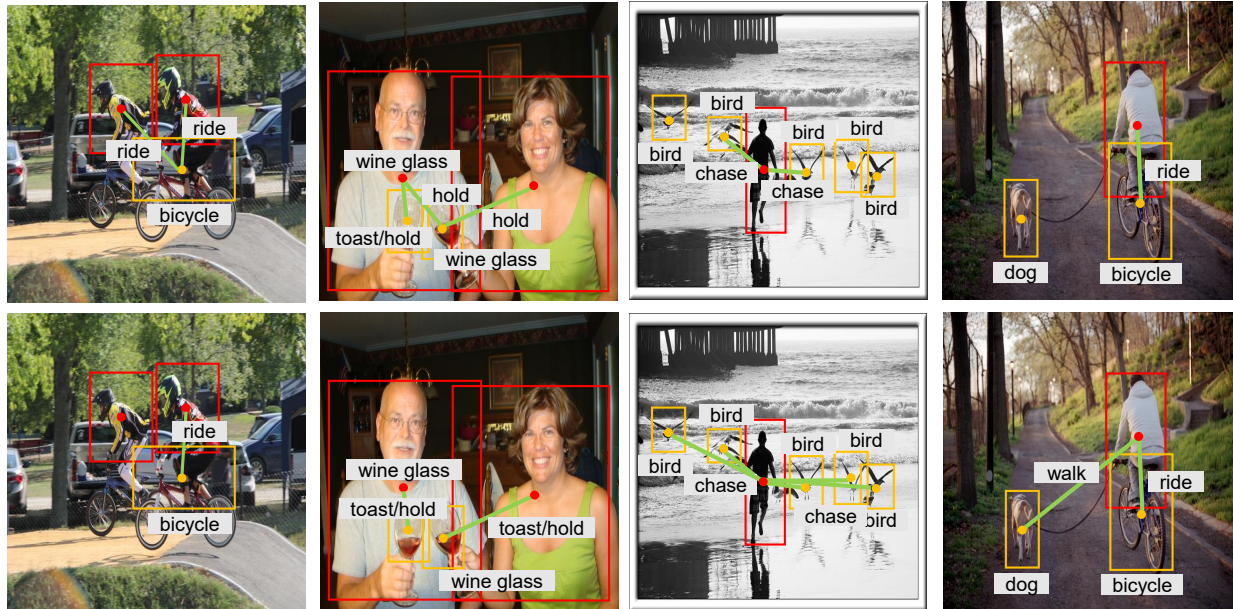 ride
ride
bicycle
wine glass
hold
hold
toast/hold
wine glass
bird
bird
bird
bird
chase
chase
bird
ride
dog
bicycle
ride
bicycle
wine glass
toast/hold
toast/hold
wine glass
bird
bird
bird
bird
chase
chase
bird
walk
ride
dog
bicycle